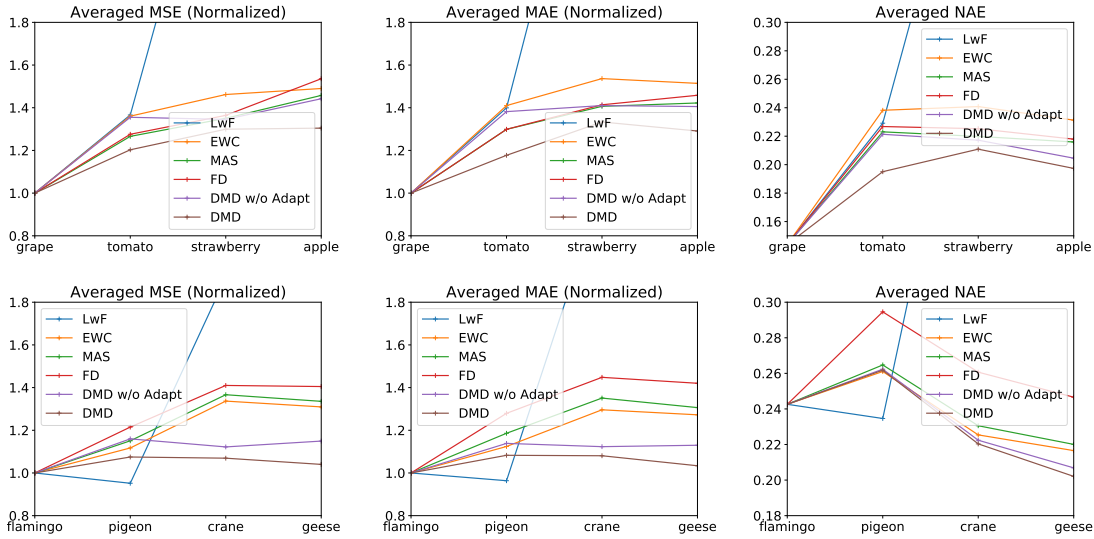 Averaged MSE (Normalized)
1.8
1.6
1.4
1.2
1.0
0.8
grape tomato strawberry apple
LwF
EWC
MAS
FD
DMD w/o Adapt
DMD
Averaged MAE (Normalized)
1.8
1.6
1.4
1.2
1.0
0.8
grape tomato strawberry apple
LwF
EWC
MAS
FD
DMD w/o Adapt
DMD
Averaged NAE
0.30
0.28
0.26
0.24
0.22
0.20
0.18
0.16
grape tomato strawberry apple
LwF
EWC
MAS
FD
DMD w/o Adapt
DMD
Averaged MSE (Normalized)
1.8
1.6
1.4
1.2
1.0
0.8
flamingo pigeon crane geese
LwF
EWC
MAS
FD
DMD w/o Adapt
DMD
Averaged MAE (Normalized)
1.8
1.6
1.4
1.2
1.0
0.8
flamingo pigeon crane geese
LwF
EWC
MAS
FD
DMD w/o Adapt
DMD
Averaged NAE
0.30
0.28
0.26
0.24
0.22
0.20
0.18
flamingo pigeon crane geese
LwF
EWC
MAS
FD
DMD w/o Adapt
DMD